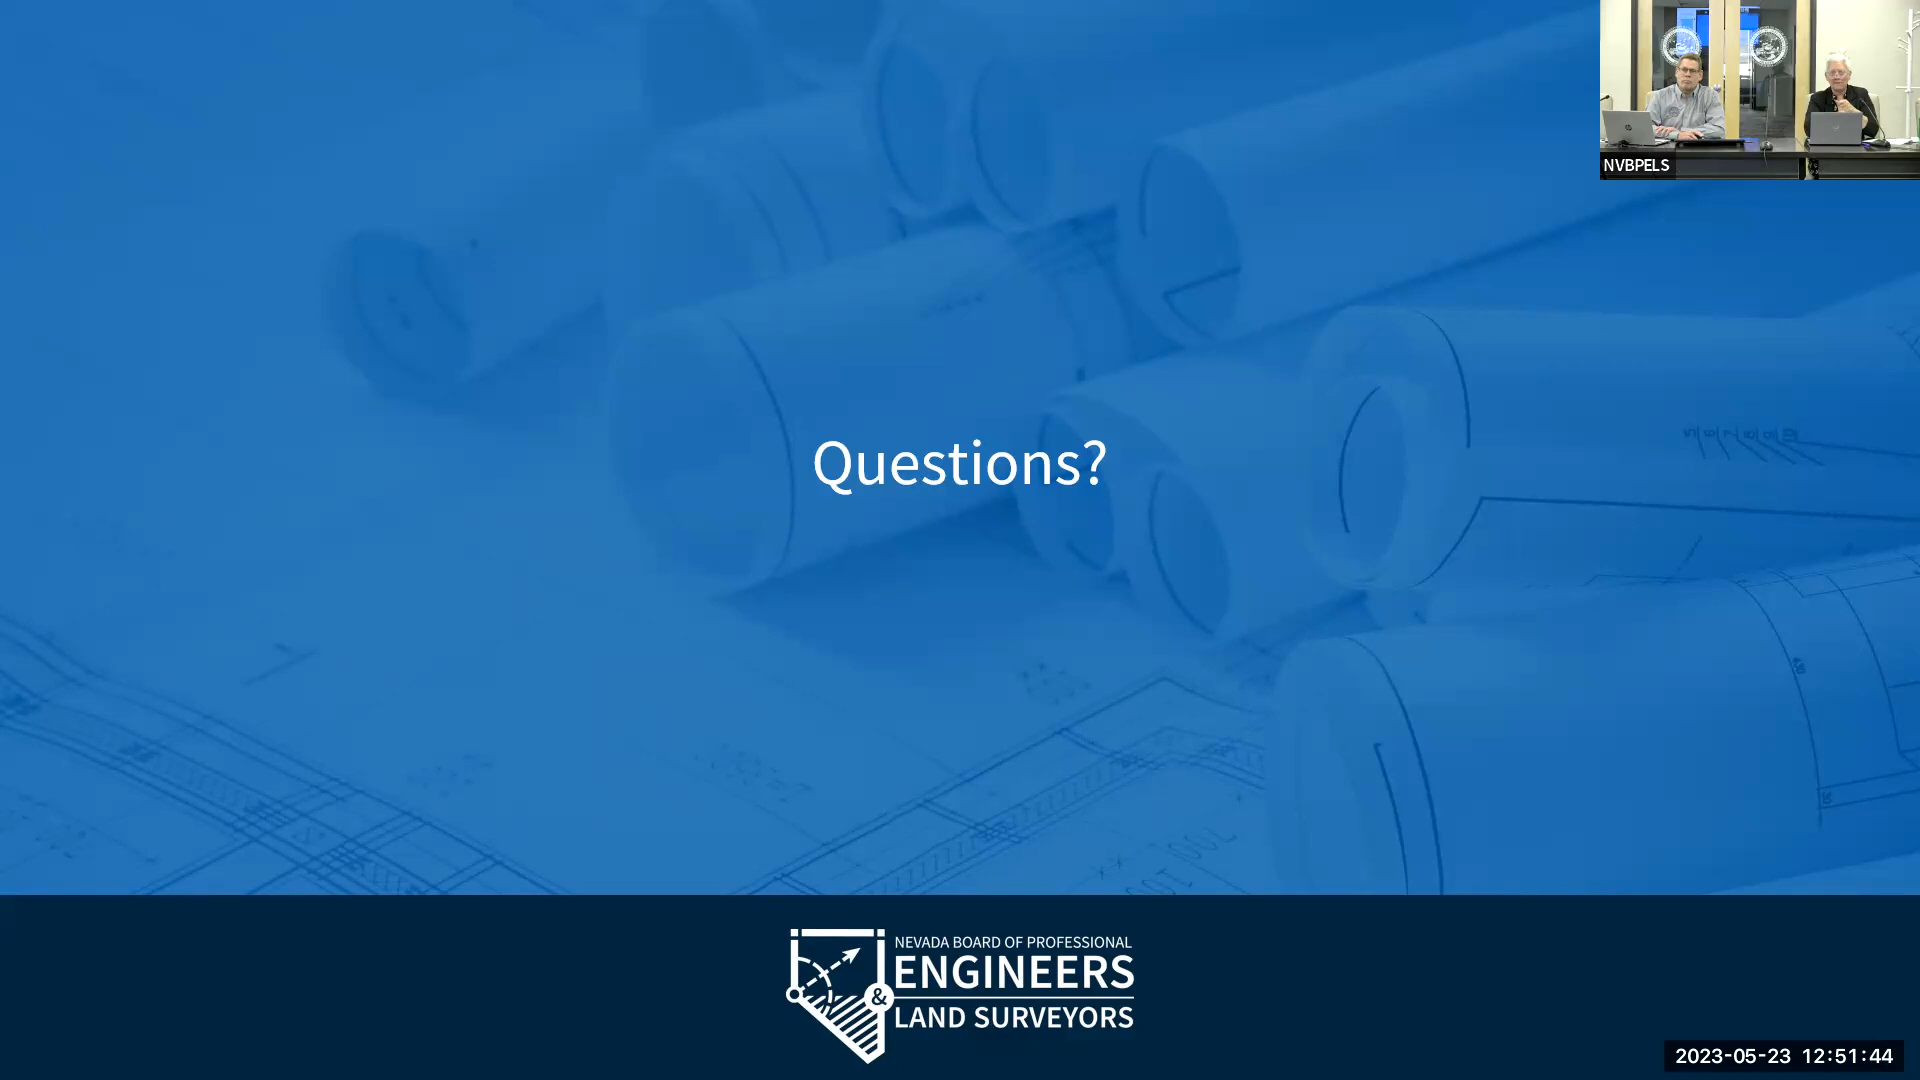 NVBPELS
Questions?
NEVADA BOARD OF PROFESSIONAL
ENGINEERS
&
LAND SURVEYORS
2023-05-23 12:51:44